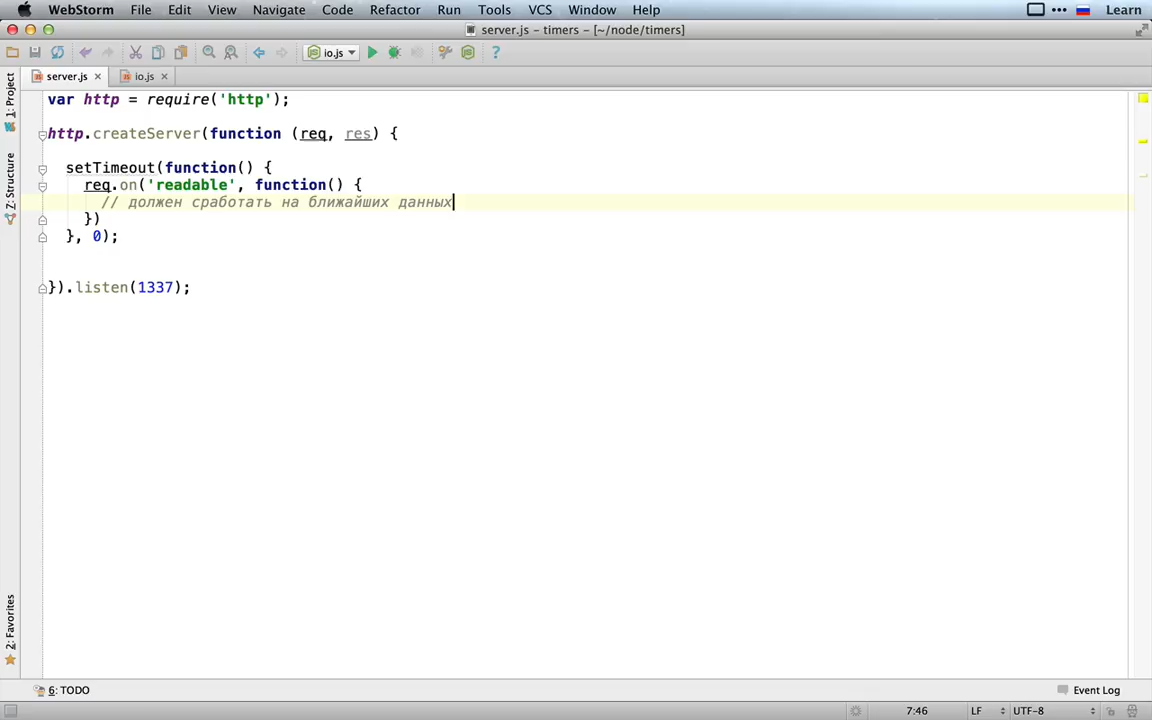 WebStorm File Edit View Navigate Code Refactor Run Tools VCS Window Help Learn
server.js – timers – [~/node/timers]
io.js
server.js io.js
1: Project
Z: Structure
2: Favorites
var http = require('http');
http.createServer(function (req, res) {
setTimeout(function() {
req.on('readable', function() {
// должен сработать на ближайших данных
})
}, 0);
}).listen(1337);
6: TODO Event Log
7:46 LF UTF-8